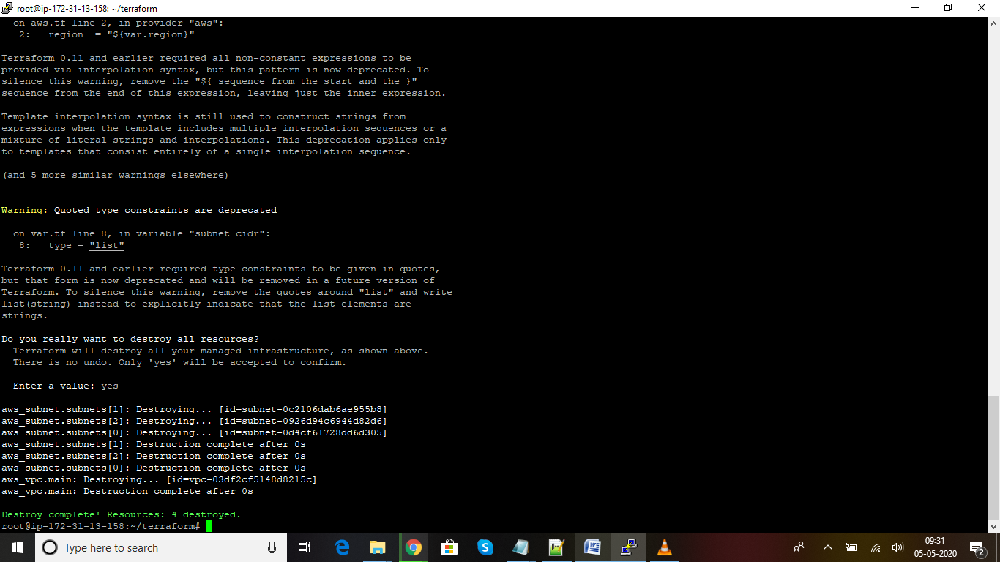 root@ip-172-31-13-158: ~/terraform
  on aws.tf line 2, in provider "aws":
   2:   region  = "${var.region}"
Terraform 0.11 and earlier required all non-constant expressions to be
provided via interpolation syntax, but this pattern is now deprecated. To
silence this warning, remove the "${ sequence from the start and the }"
sequence from the end of this expression, leaving just the inner expression.
Template interpolation syntax is still used to construct strings from
expressions when the template includes multiple interpolation sequences or a
mixture of literal strings and interpolations. This deprecation applies only
to templates that consist entirely of a single interpolation sequence.
(and 5 more similar warnings elsewhere)
Warning: Quoted type constraints are deprecated
  on var.tf line 8, in variable "subnet_cidr":
   8:   type = "list"
Terraform 0.11 and earlier required type constraints to be given in quotes,
but that form is now deprecated and will be removed in a future version of
Terraform. To silence this warning, remove the quotes around "list" and write
list(string) instead to explicitly indicate that the list elements are
strings.
Do you really want to destroy all resources?
  Terraform will destroy all your managed infrastructure, as shown above.
  There is no undo. Only 'yes' will be accepted to confirm.
  Enter a value: yes
aws_subnet.subnets[1]: Destroying... [id=subnet-0c2106dab6ae955b8]
aws_subnet.subnets[2]: Destroying... [id=subnet-0926d94c6944d82d6]
aws_subnet.subnets[0]: Destroying... [id=subnet-0d4cf61728dd6d305]
aws_subnet.subnets[1]: Destruction complete after 0s
aws_subnet.subnets[2]: Destruction complete after 0s
aws_subnet.subnets[0]: Destruction complete after 0s
aws_vpc.main: Destroying... [id=vpc-03df2cf5148d8215c]
aws_vpc.main: Destruction complete after 0s
Destroy complete! Resources: 4 destroyed.
root@ip-172-31-13-158:~/terraform#
Type here to search
09:31
05-05-2020
2